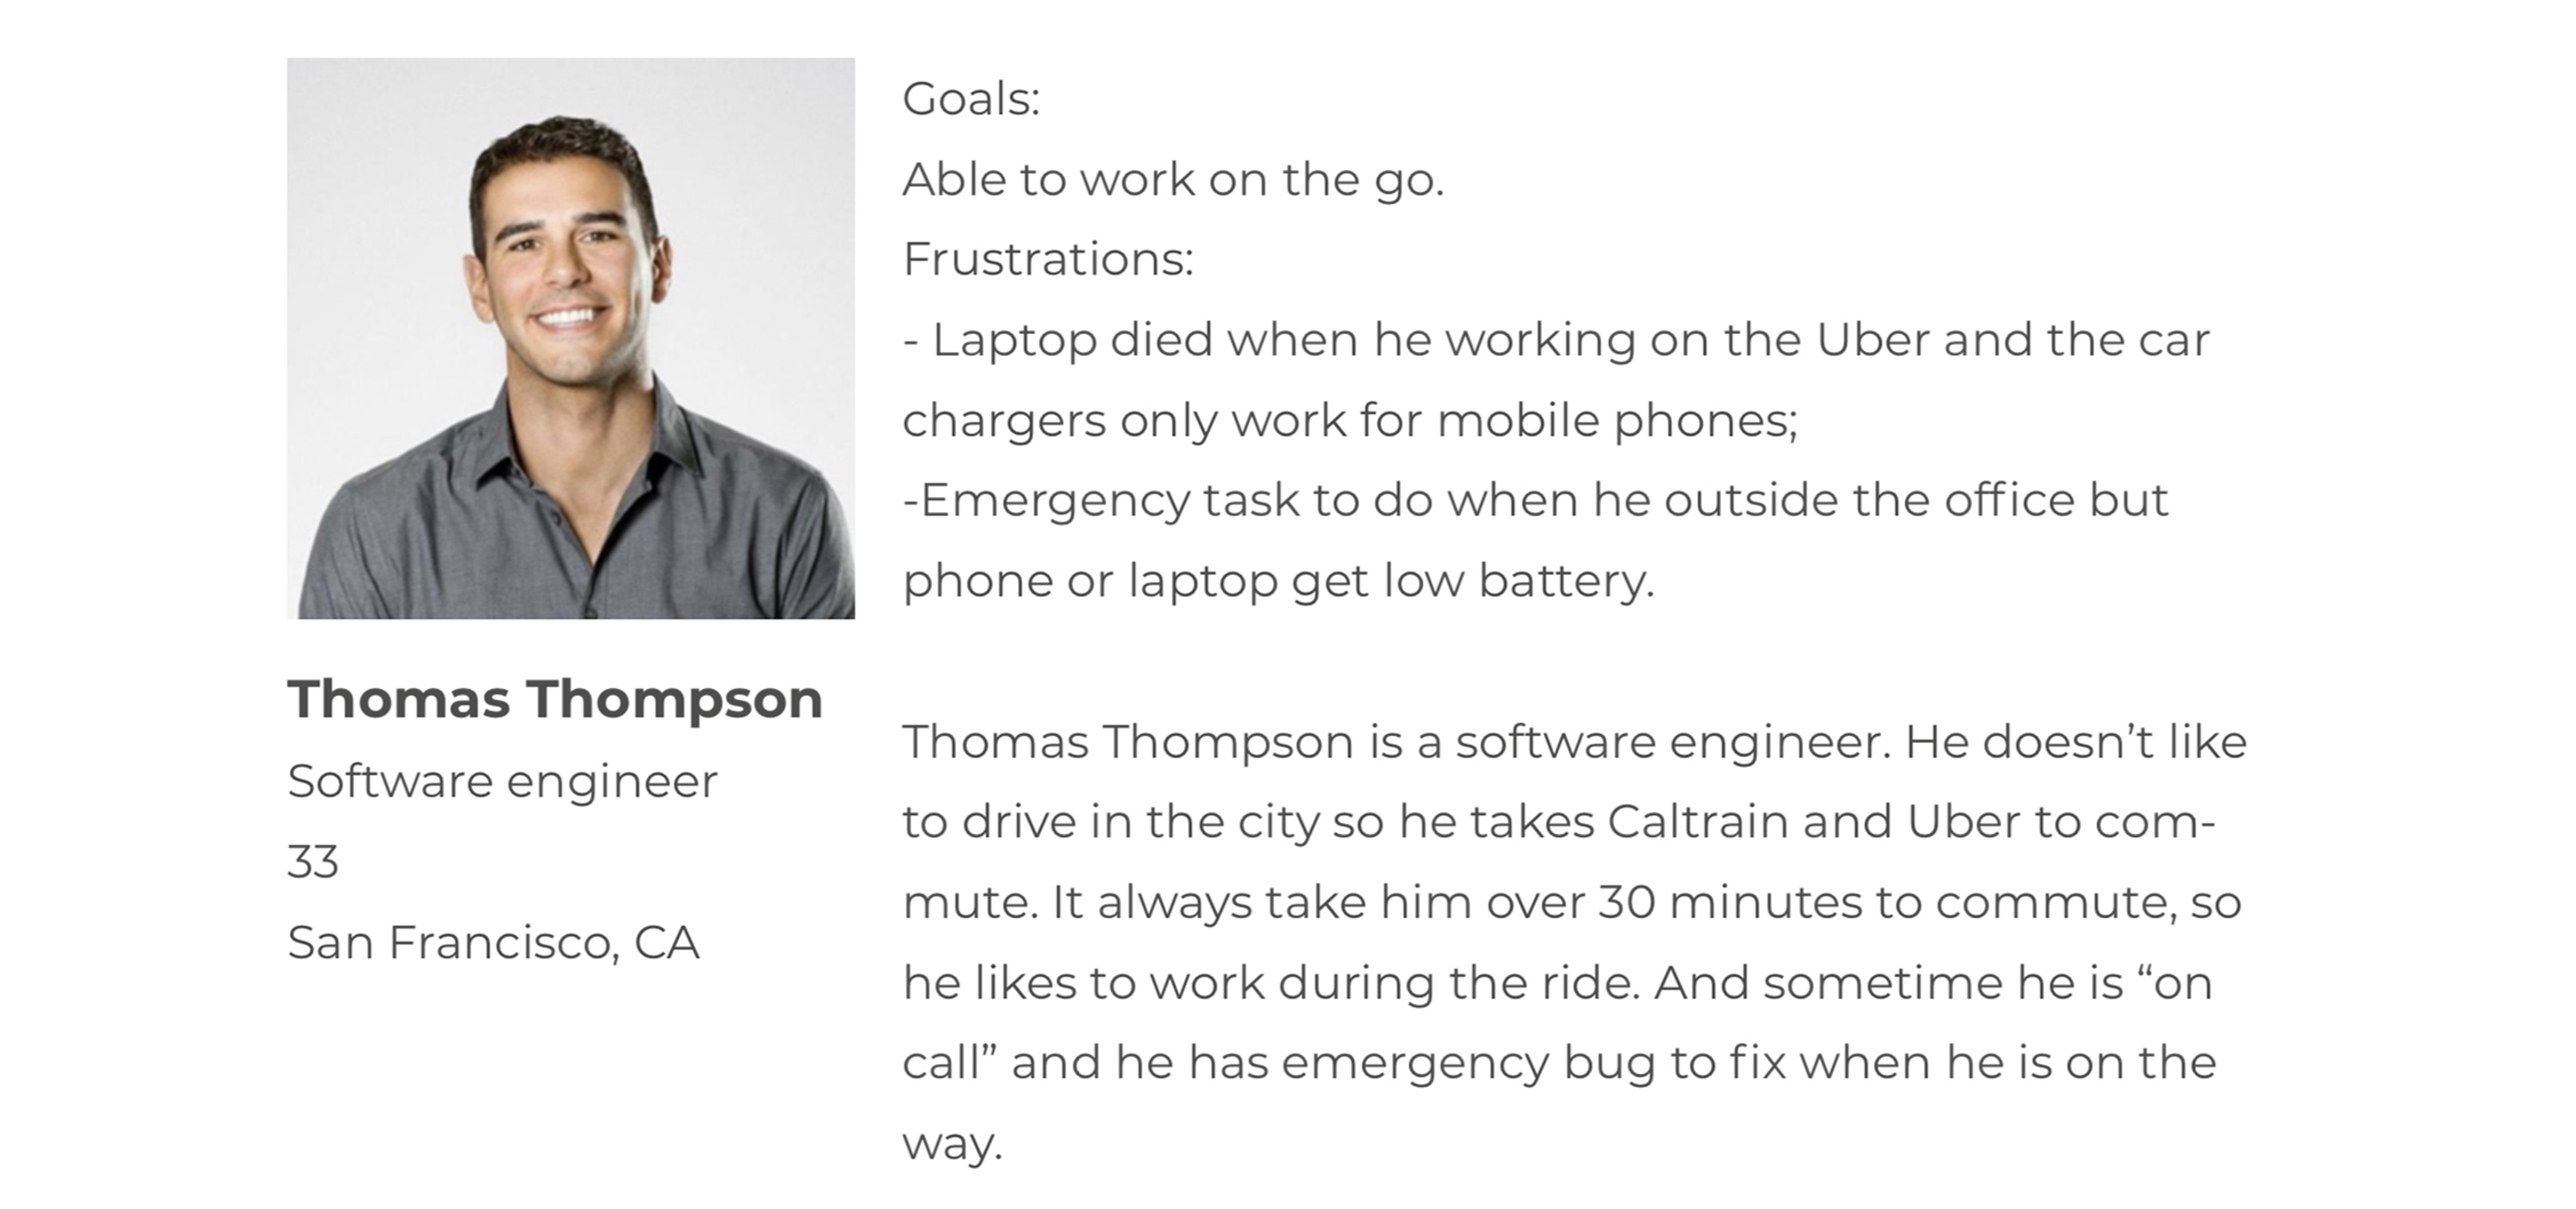 Goals:
Able to work on the go.
Frustrations:
- Laptop died when he working on the Uber and the car
chargers only work for mobile phones;
-Emergency task to do when he outside the office but
phone or laptop get low battery.
Thomas Thompson
Software engineer
33
San Francisco, CA
Thomas Thompson is a software engineer. He doesn’t like
to drive in the city so he takes Caltrain and Uber to com-
mute. It always take him over 30 minutes to commute, so
he likes to work during the ride. And sometime he is “on
call” and he has emergency bug to fix when he is on the
way.